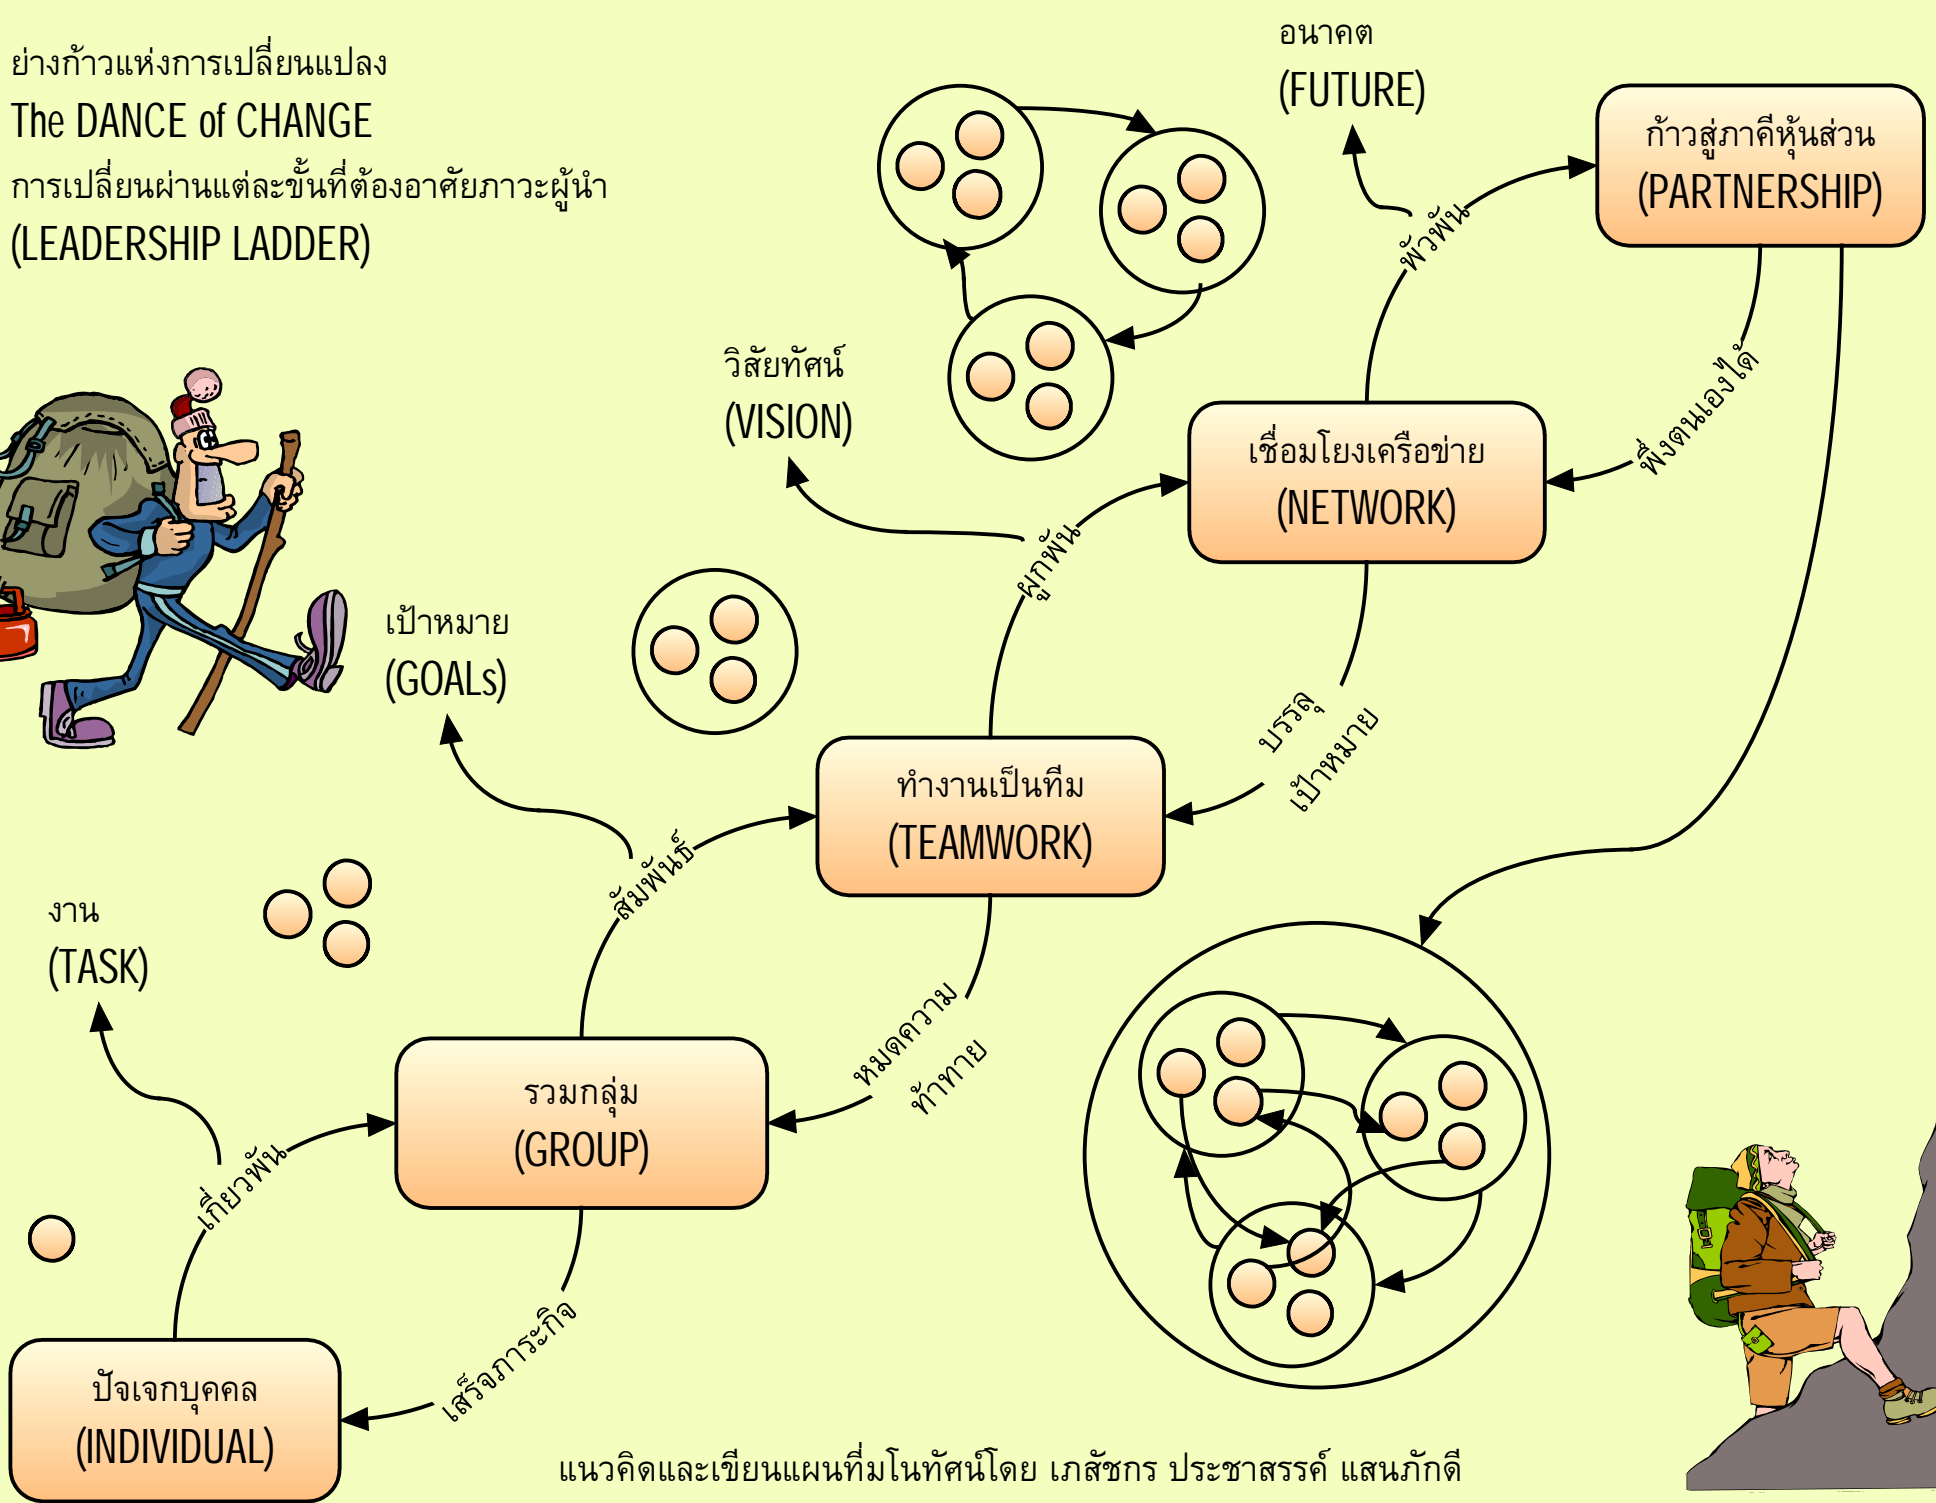 ย่างก้าวแห่งการเปลี่ยนแปลง
The DANCE of CHANGE
การเปลี่ยนผ่านแต่ละขั้นที่ต้องอาศัยภาวะผู้นำ
(LEADERSHIP LADDER)
อนาคต
(FUTURE)
ก้าวสู่ภาคีหุ้นส่วน
(PARTNERSHIP)
พัวพัน
พึ่งตนเองได้
วิสัยทัศน์
(VISION)
เชื่อมโยงเครือข่าย
(NETWORK)
ผูกพัน
บรรลุ
เป้าหมาย
เป้าหมาย
(GOALs)
ทำงานเป็นทีม
(TEAMWORK)
สัมพันธ์
หมดความ
ท้าทาย
งาน
(TASK)
รวมกลุ่ม
(GROUP)
เกี่ยวพัน
เสร็จภาระกิจ
ปัจเจกบุคคล
(INDIVIDUAL)
แนวคิดและเขียนแผนที่มโนทัศน์โดย เภสัชกร ประชาสรรค์ แสนภักดี